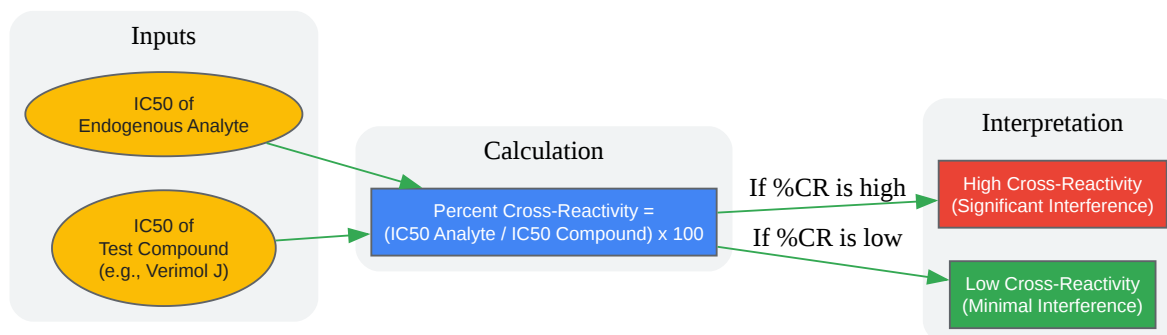 Inputs
IC50 of
Endogenous Analyte
IC50 of
Test Compound
(e.g., Verimol J)
Calculation
Percent Cross-Reactivity =
(IC50 Analyte / IC50 Compound) x 100
If %CR is high
If %CR is low
Interpretation
High Cross-Reactivity
(Significant Interference)
Low Cross-Reactivity
(Minimal Interference)